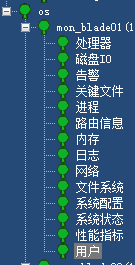 os
mon_blade01(1
处理器
磁盘IO
告警
关键文件
进程
路由信息
内存
日志
网络
文件系统
系统配置
系统状态
性能指标
用户